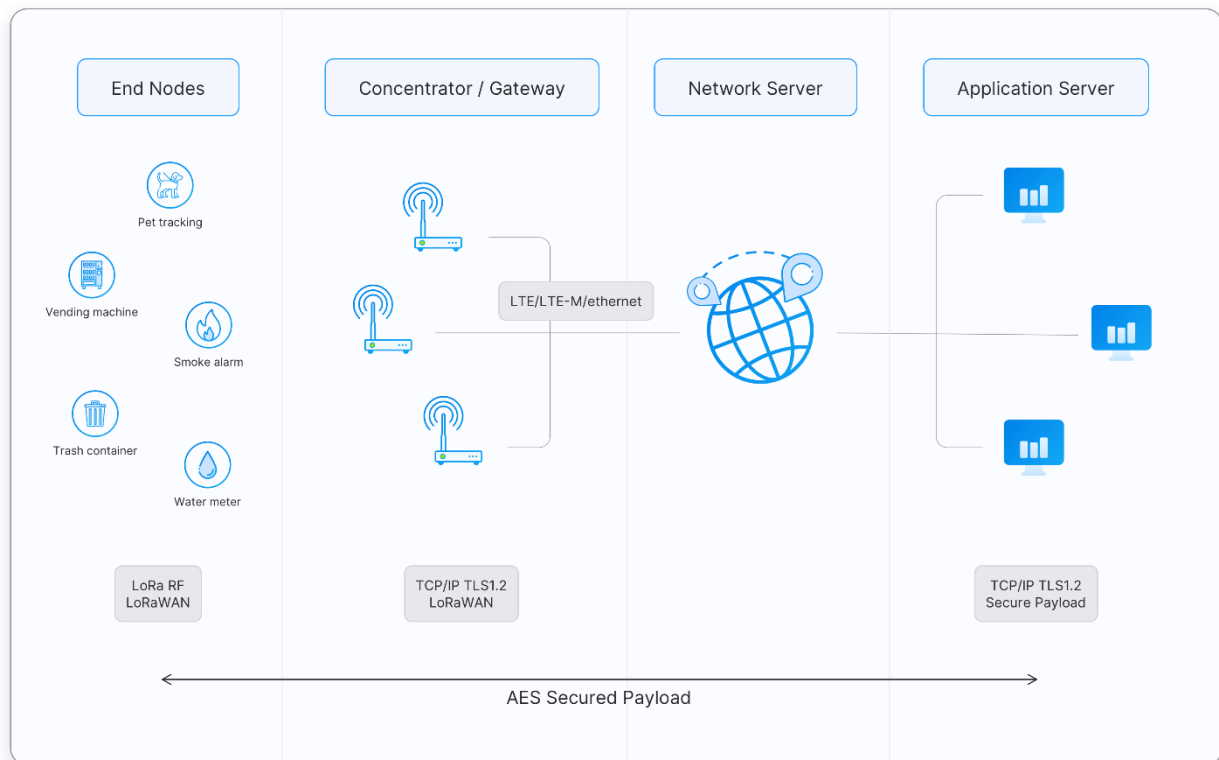 End Nodes
Concentrator / Gateway
Network Server
Application Server
Pet tracking
Vending machine
Smoke alarm
Trash container
Water meter
LTE/LTE-M/ethernet
LoRa RF
LoRaWAN
TCP/IP TLS1.2
LoRaWAN
TCP/IP TLS1.2
Secure Payload
AES Secured Payload